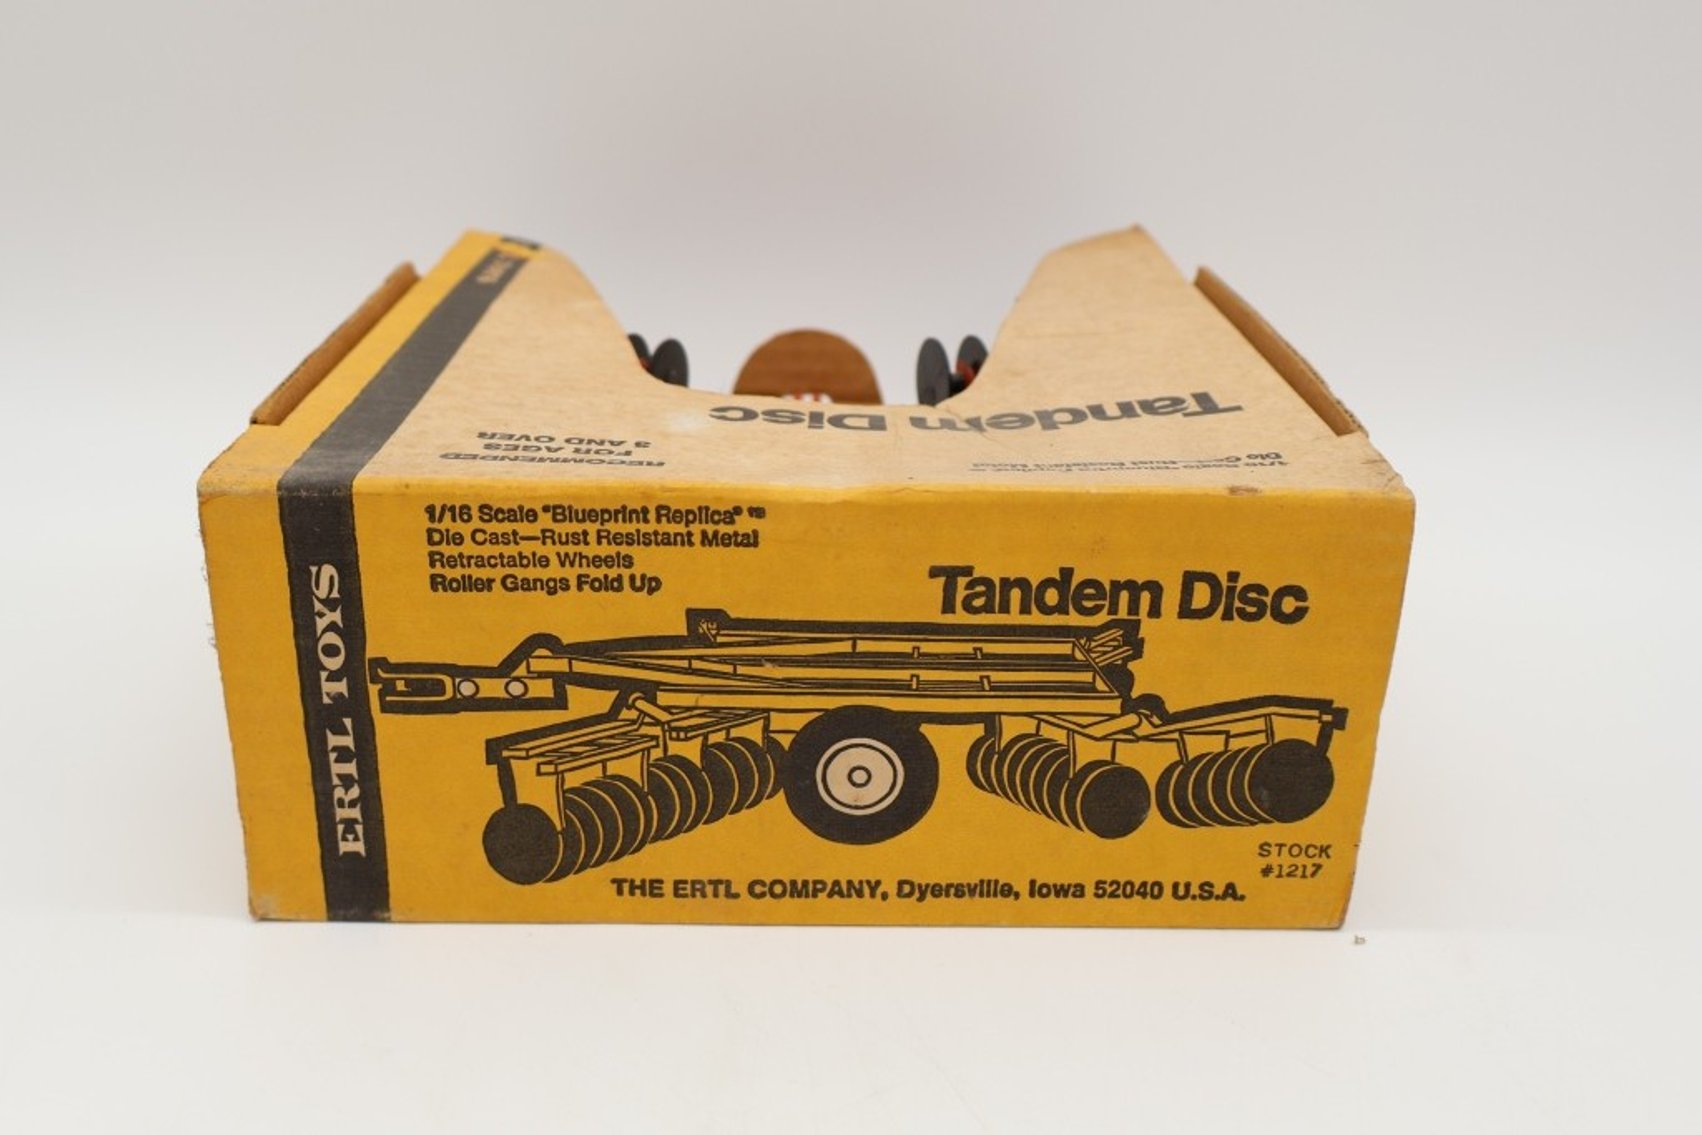 ERTL TOYS
RECOMMENDED
FOR AGES
3 AND OVER
Tandem Disc
1/16 Scale "Blueprint Replica" ™
Die Cast—Rust Resistant Metal
Retractable Wheels
Roller Gangs Fold Up
Tandem Disc
STOCK
#1217
THE ERTL COMPANY, Dyersville, Iowa 52040 U.S.A.